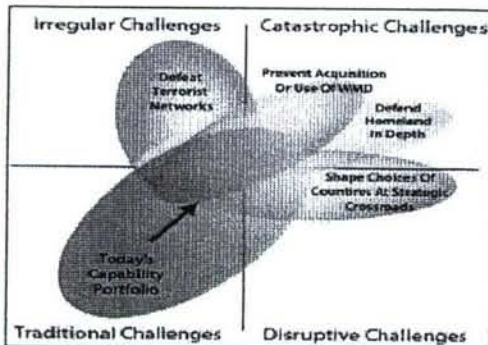 Irregular Challenges
Catastrophic Challenges
Defeat
Terrorist
Networks
Prevent Acquisition
Or Use Of WMD
Defend
Homeland
In Depth
Shape Choices Of
Countires At Strategic
Crossroads
Today's
Capability
Portfolio
Traditional Challenges
Disruptive Challenges